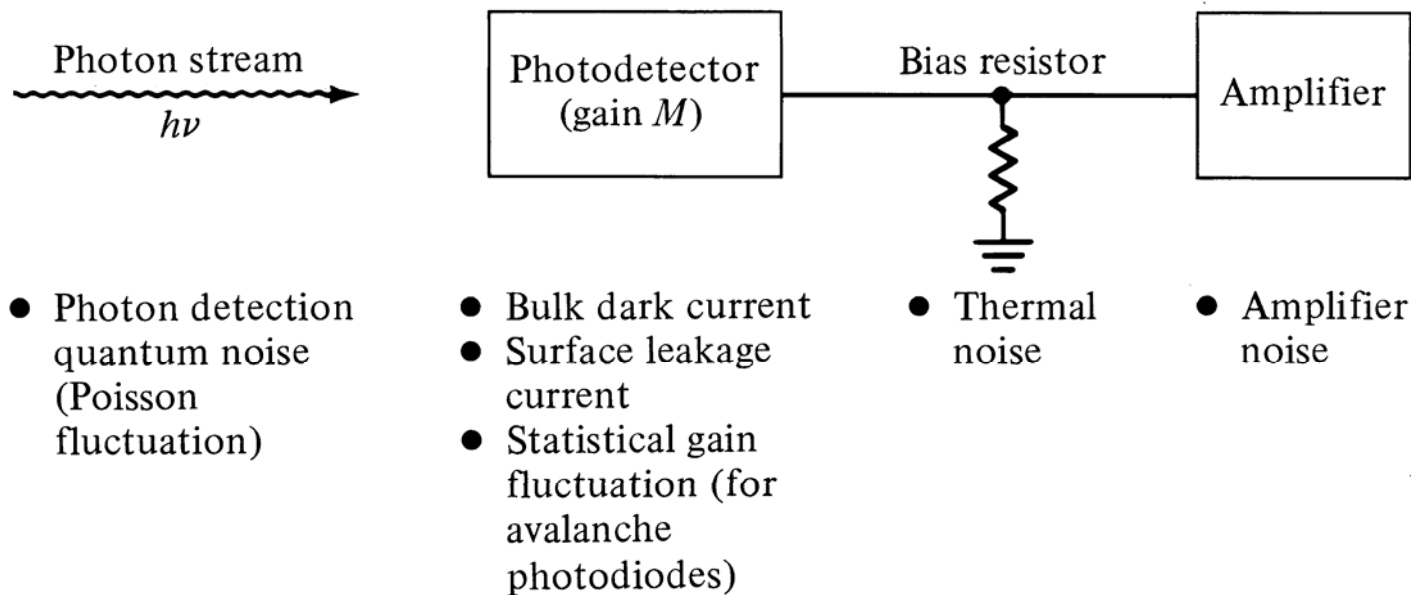 Photon stream
hν
Photodetector
(gain M)
Bias resistor
Amplifier
● Photon detection
quantum noise
(Poisson
fluctuation)
● Bulk dark current
● Surface leakage
current
● Statistical gain
fluctuation (for
avalanche
photodiodes)
● Thermal
noise
● Amplifier
noise